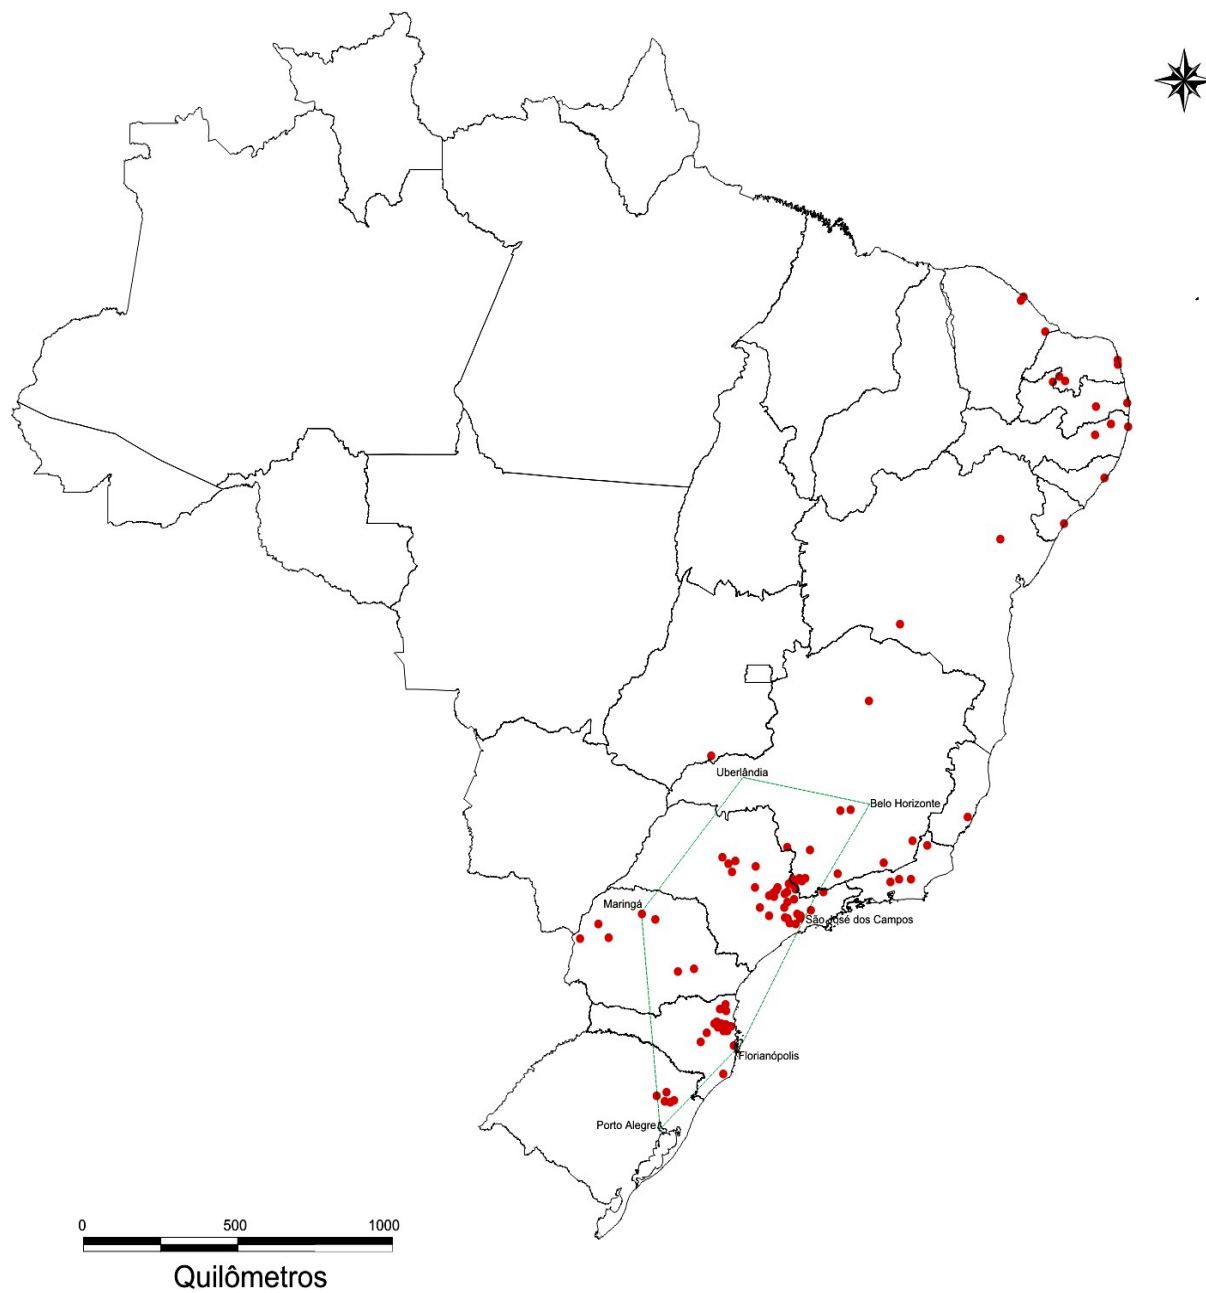 Uberlândia
Belo Horizonte
Maringá
São José dos Campos
Florianópolis
Porto Alegre
0 500 1000
Quilômetros